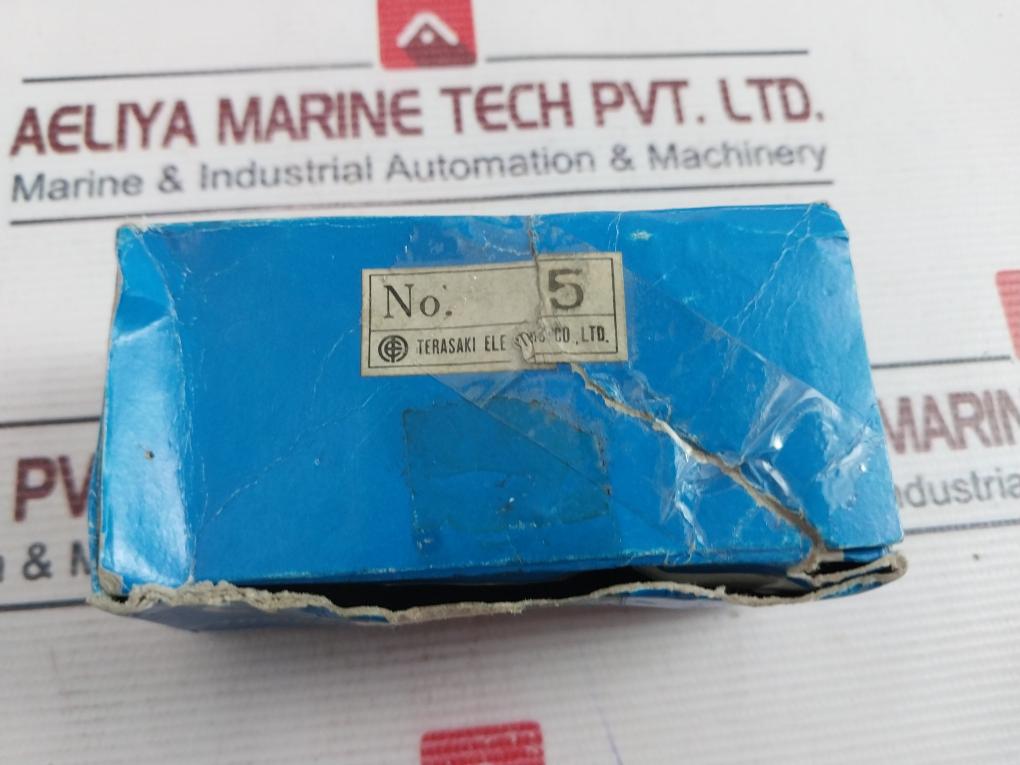 AELIYA MARINE TECH PVT. LTD.
Marine & Industrial Automation & Machinery
No. 5
TERASAKI ELE CO.,LTD.
MARIN
PV
ndustria
& M